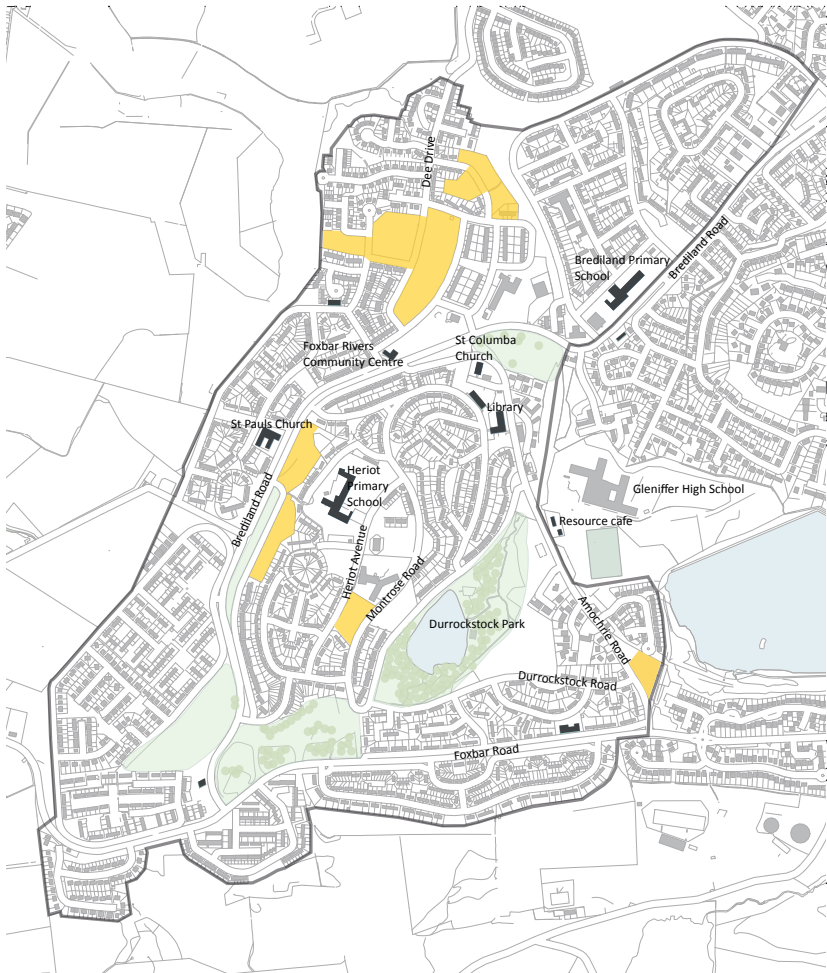 Dee Drive
Brediland Primary
School
Brediland Road
Foxbar Rivers
Community Centre
St Columba
Church
Library
St Pauls Church
Heriot
Primary
School
Gleniffer High School
Brediland Road
Resource cafe
Heriot Avenue
Montrose Road
Durrockstock Park
Amochrie Road
Durrockstock Road
Foxbar Road